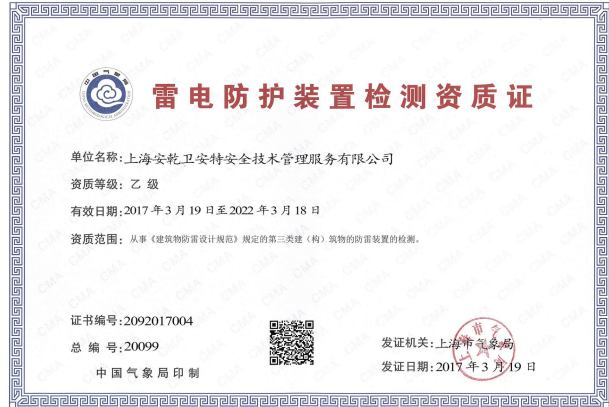 中国气象局
雷电防护装置检测资质证
单位名称:上海安乾卫安特安全技术管理服务有限公司
资质等级:乙 级
有效日期:2017 年 3 月 19 日至 2022 年 3 月 18 日
资质范围:从事《建筑物防雷设计规范》规定的第三类建（构）筑物的防雷装置的检测。
证书编号:2092017004
总 编 号:20099
中国气象局印制
发证机关:上海市气象局
发证日期:2017 年 3 月 19 日